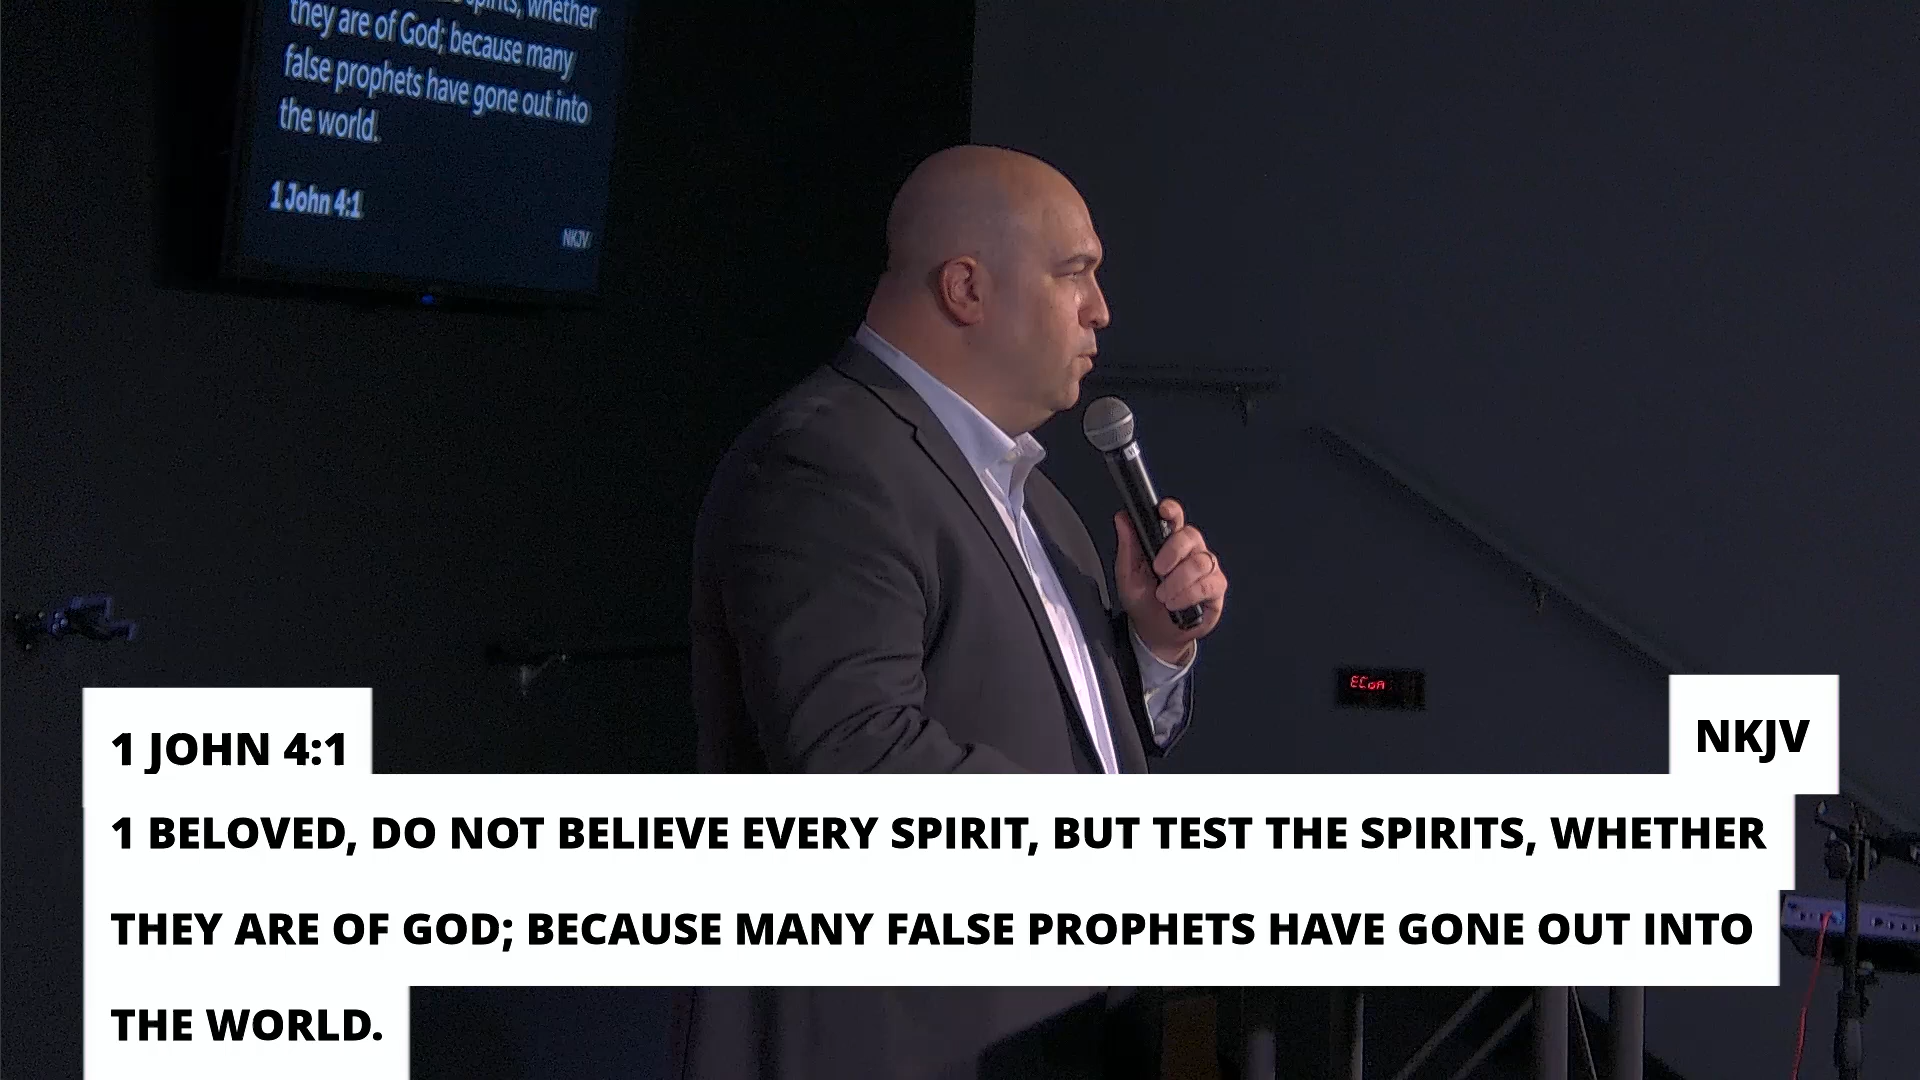 spirits, whether
they are of God; because many
false prophets have gone out into
the world.
1 John 4:1
NKJV
1 JOHN 4:1
NKJV
1 BELOVED, DO NOT BELIEVE EVERY SPIRIT, BUT TEST THE SPIRITS, WHETHER
THEY ARE OF GOD; BECAUSE MANY FALSE PROPHETS HAVE GONE OUT INTO
THE WORLD.